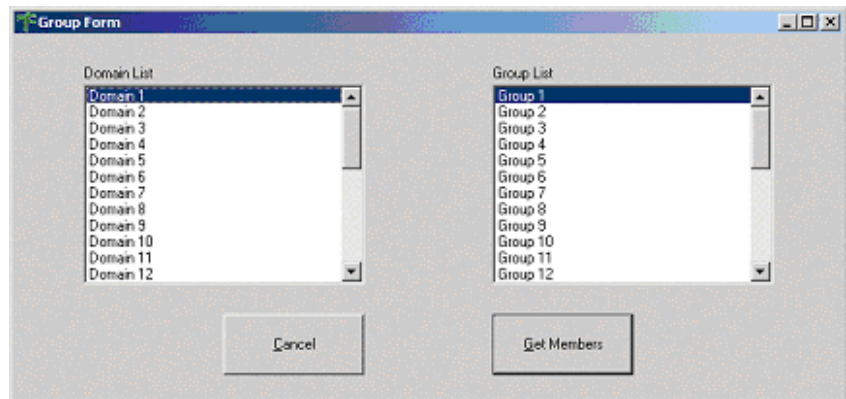 Group Form
Domain List
Domain 1
Domain 2
Domain 3
Domain 4
Domain 5
Domain 6
Domain 7
Domain 8
Domain 9
Domain 10
Domain 11
Domain 12
Group List
Group 1
Group 2
Group 3
Group 4
Group 5
Group 6
Group 7
Group 8
Group 9
Group 10
Group 11
Group 12
Cancel
Get Members